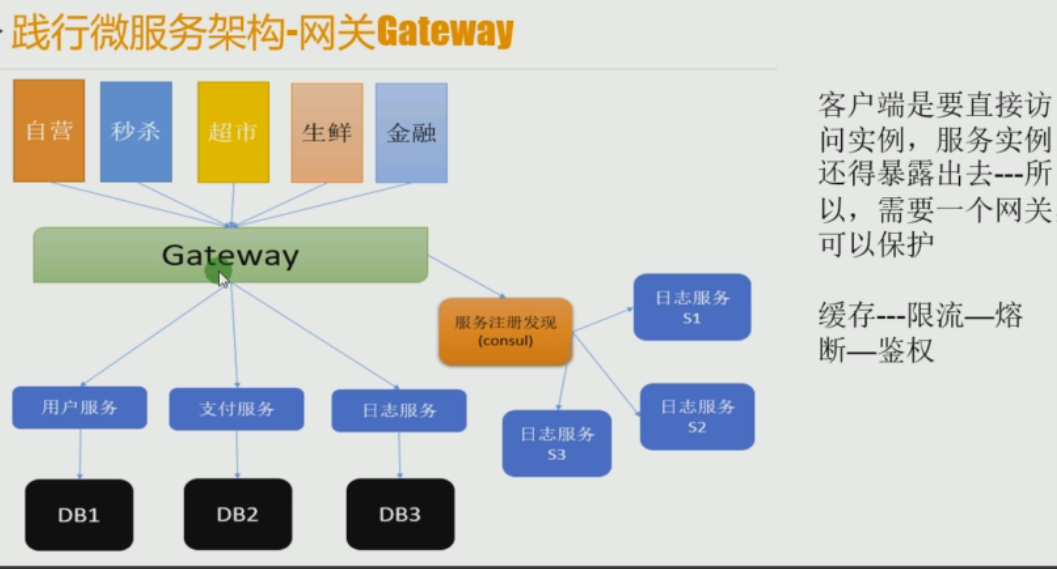 践行微服务架构-网关Gateway
自营
秒杀
超市
生鲜
金融
Gateway
服务注册发现
(consul)
日志服务
S1
日志服务
S2
日志服务
S3
用户服务
支付服务
日志服务
DB1
DB2
DB3
客户端是要直接访
问实例，服务实例
还得暴露出去---所
以，需要一个网关
可以保护
缓存---限流—熔
断—鉴权